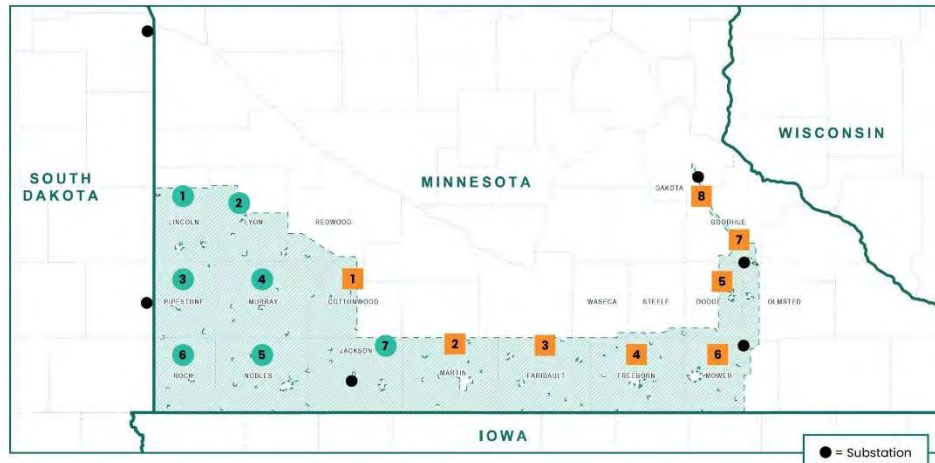 WISCONSIN
SOUTH
DAKOTA
MINNESOTA
DAKOTA
8
1
2
LINCOLN
LYON
REDWOOD
GOODHUE
7
3
4
1
5
PIPESTONE
MURRAY
COTTONWOOD
WASECA
STEELE
DODGE
OLMSTED
6
5
JACKSON
7
2
3
4
6
ROCK
NOBLES
MARTIN
FARIBAULT
FREEBORN
MOWER
IOWA
= Substation